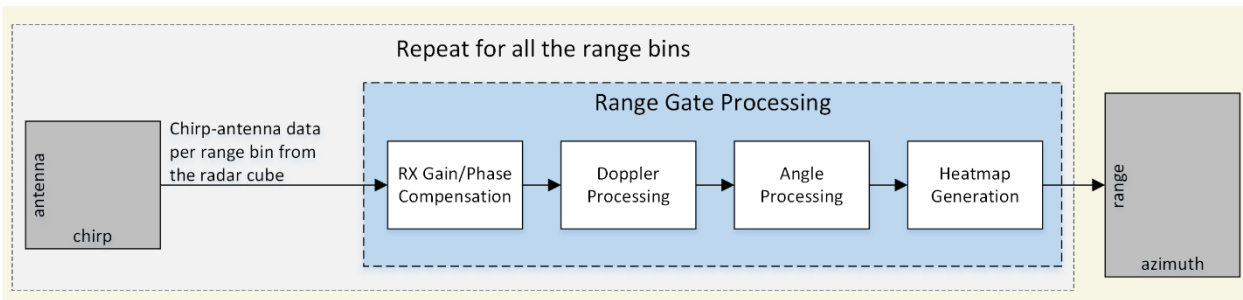 Repeat for all the range bins
Range Gate Processing
Chirp-antenna data
per range bin from
the radar cube
antenna
chirp
RX Gain/Phase
Compensation
Doppler
Processing
Angle
Processing
Heatmap
Generation
range
azimuth